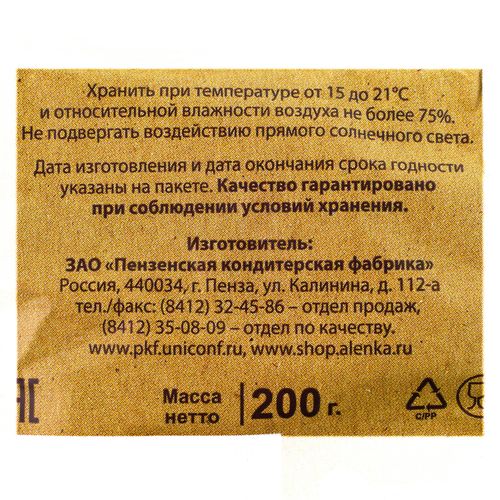 Хранить при температуре от 15 до 21°С
и относительной влажности воздуха не более 75%.
Не подвергать воздействию прямого солнечного света.
Дата изготовления и дата окончания срока годности
указаны на пакете. Качество гарантировано
при соблюдении условий хранения.
Изготовитель:
ЗАО «Пензенская кондитерская фабрика»
Россия, 440034, г. Пенза, ул. Калинина, д. 112-а
тел./факс: (8412) 32-45-86 – отдел продаж,
(8412) 35-08-09 – отдел по качеству.
www.pkf.uniconf.ru, www.shop.alenka.ru
Масса
нетто
200 г.
C/PP